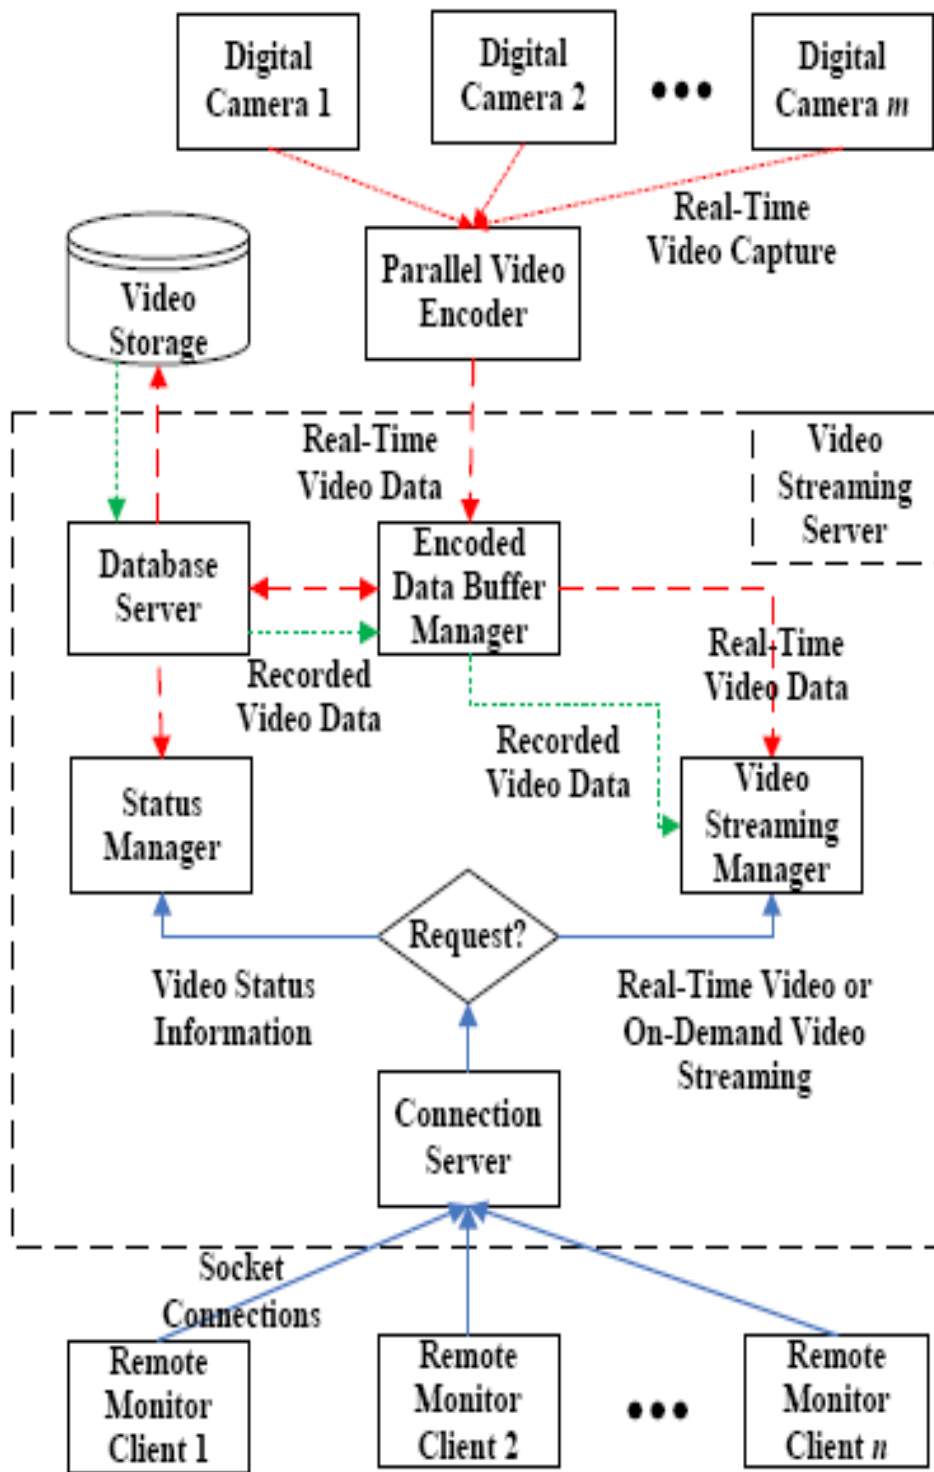 Digital
Camera 1
Digital
Camera 2
Digital
Camera m
Real-Time
Video Capture
Parallel Video
Encoder
Video
Storage
Real-Time
Video Data
Video
Streaming
Server
Database
Server
Encoded
Data Buffer
Manager
Recorded
Video Data
Real-Time
Video Data
Recorded
Video Data
Status
Manager
Video
Streaming
Manager
Request?
Video Status
Information
Real-Time Video or
On-Demand Video
Streaming
Connection
Server
Socket
Connections
Remote
Monitor
Client 1
Remote
Monitor
Client 2
Remote
Monitor
Client n